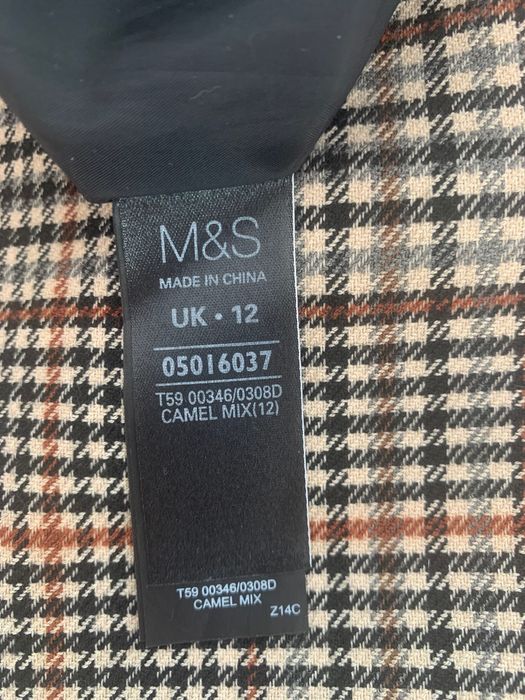 M&S
MADE IN CHINA
UK • 12
05016037
T59 00346/0308D
CAMEL MIX(12)
T59 00346/0308D
CAMEL MIX
Z14C